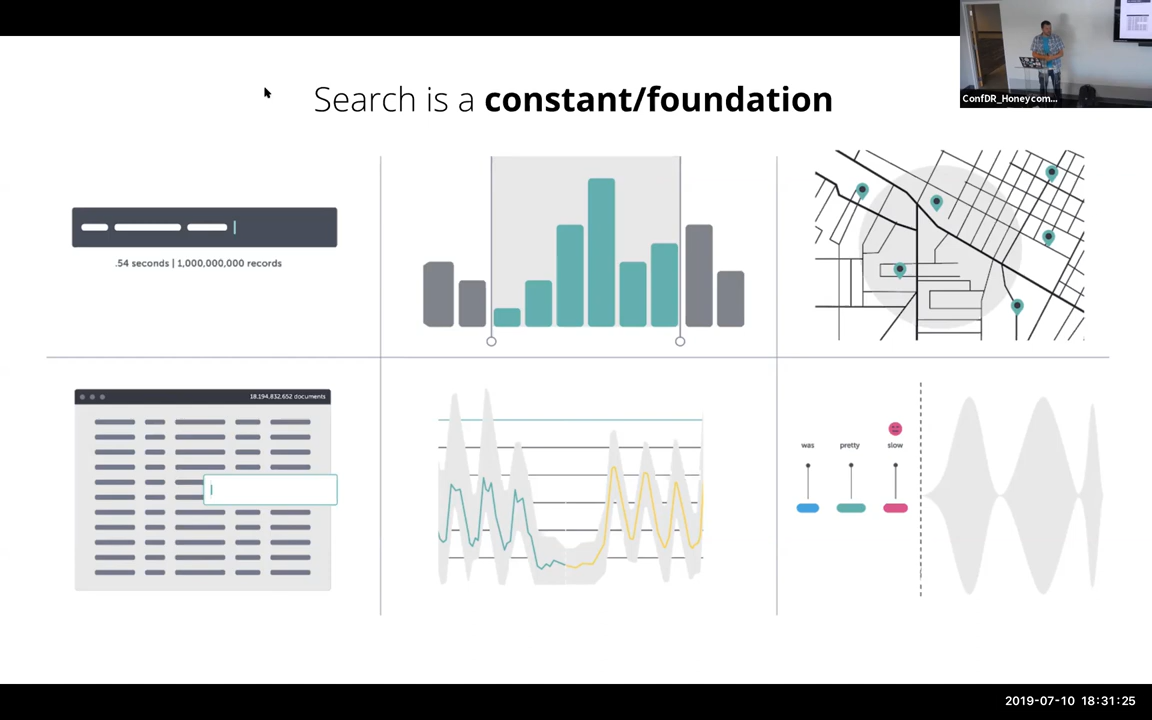 ConfDR_Honeycom...
Search is a constant/foundation
.54 seconds | 1,000,000,000 records
18,194,832,652 documents
was pretty slow
2019-07-10 18:31:25